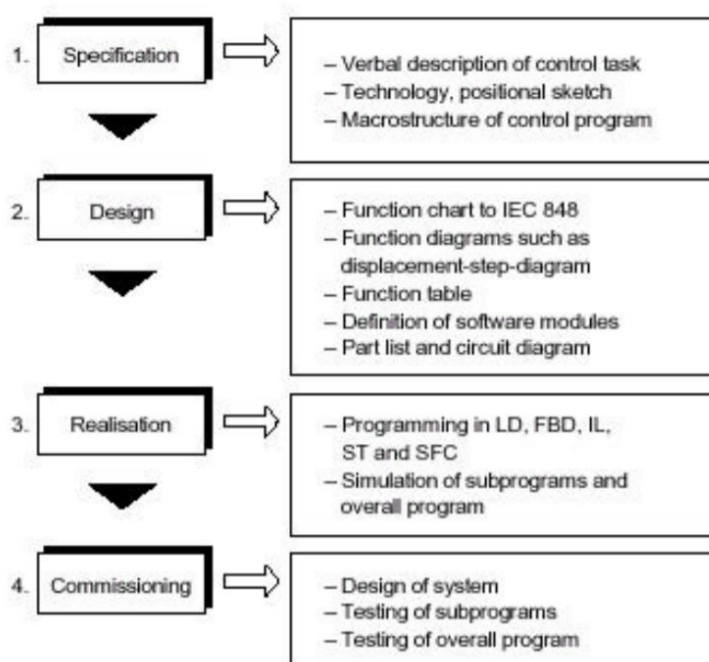 1. Specification
– Verbal description of control task
– Technology, positional sketch
– Macrostructure of control program
2. Design
– Function chart to IEC 848
– Function diagrams such as
displacement-step-diagram
– Function table
– Definition of software modules
– Part list and circuit diagram
3. Realisation
– Programming in LD, FBD, IL,
ST and SFC
– Simulation of subprograms and
overall program
4. Commissioning
– Design of system
– Testing of subprograms
– Testing of overall program